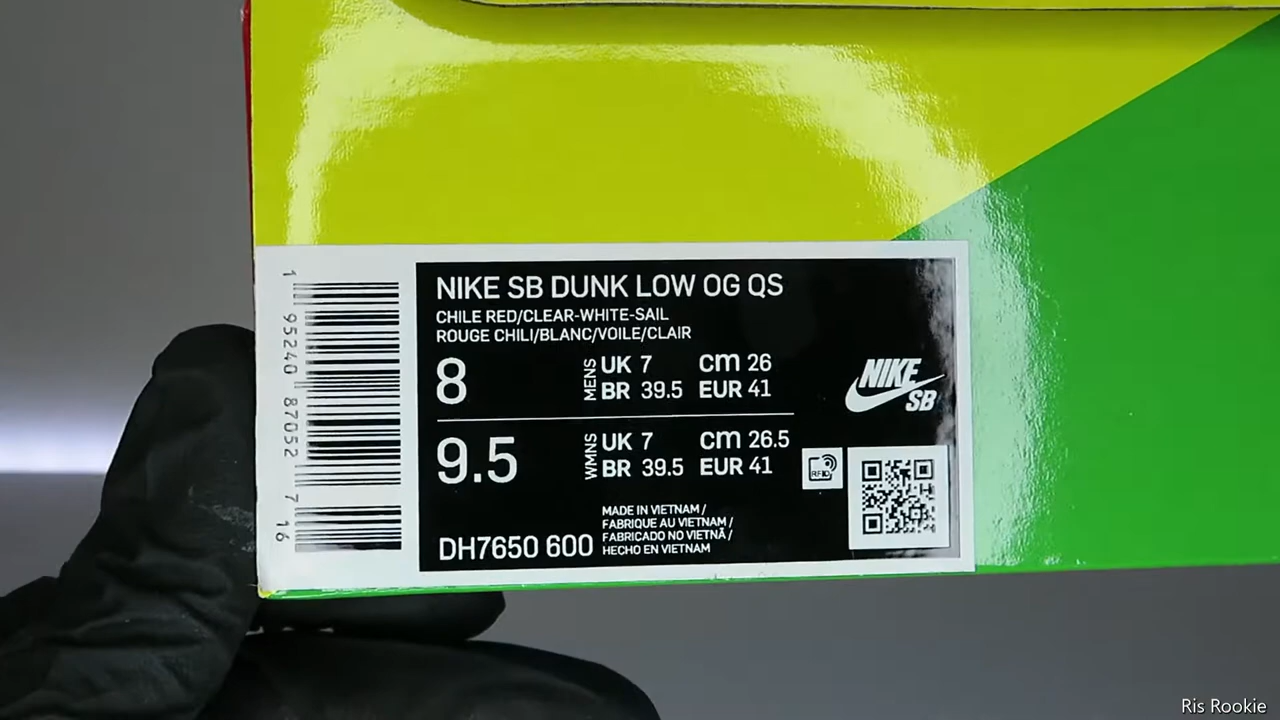 NIKE SB DUNK LOW OG QS
CHILE RED/CLEAR-WHITE-SAIL
ROUGE CHILI/BLANC/VOILE/CLAIR
8 MENS UK 7 cm 26
BR 39.5 EUR 41
9.5 WMNS UK 7 cm 26.5
BR 39.5 EUR 41
MADE IN VIETNAM /
FABRIQUE AU VIETNAM /
FABRICADO NO VIETNÃ /
HECHO EN VIETNAM
DH7650 600
NIKE
SB
RFID
1 95240 87052 7 16
Ris Rookie